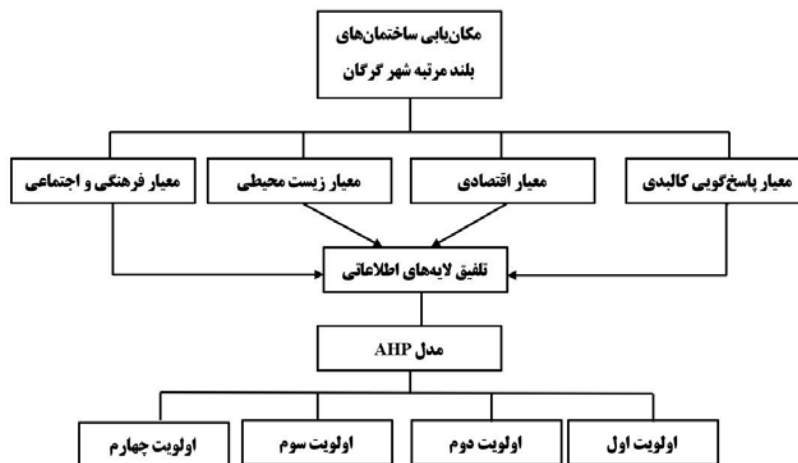 مکان‌یابی ساختمان‌های
بلند مرتبه شهر گرگان
معیار پاسخ‌گویی کالبدی
معیار اقتصادی
معیار زیست محیطی
معیار فرهنگی و اجتماعی
تلفیق لایه‌های اطلاعاتی
مدل AHP
اولویت اول
اولویت دوم
اولویت سوم
اولویت چهارم